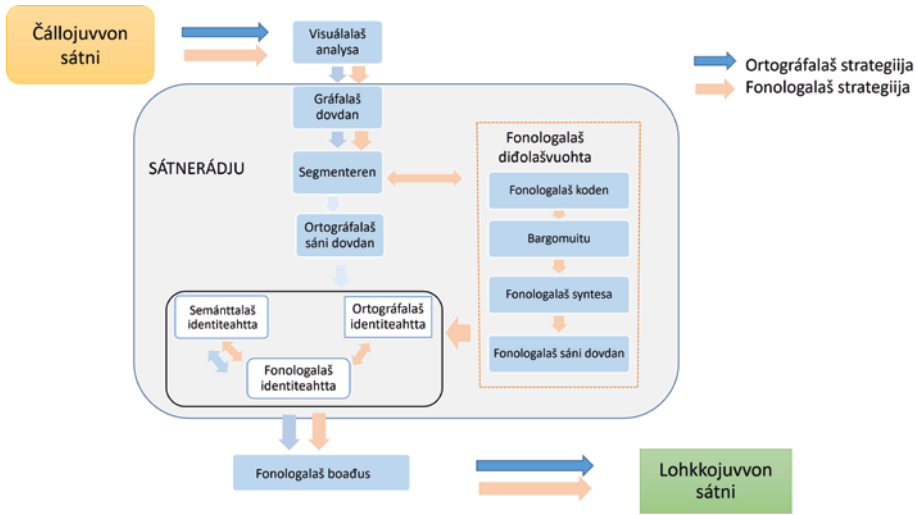 Čállojuvvon
sátni
Visuálalaš
analysa
Ortográfalaš strategiija
Fonologalaš strategiija
Gráfalaš
dovdan
SÁTNERÁDJU
Segmenteren
Ortográfalaš
sáni dovdan
Fonologalaš
diđolašvuohta
Fonologalaš koden
Bargomuitu
Fonologalaš syntesa
Fonologalaš sáni dovdan
Semánttalaš
identiteahtta
Ortográfalaš
identiteahtta
Fonologalaš
identiteahtta
Fonologalaš boađus
Lohkkojuvvon
sátni